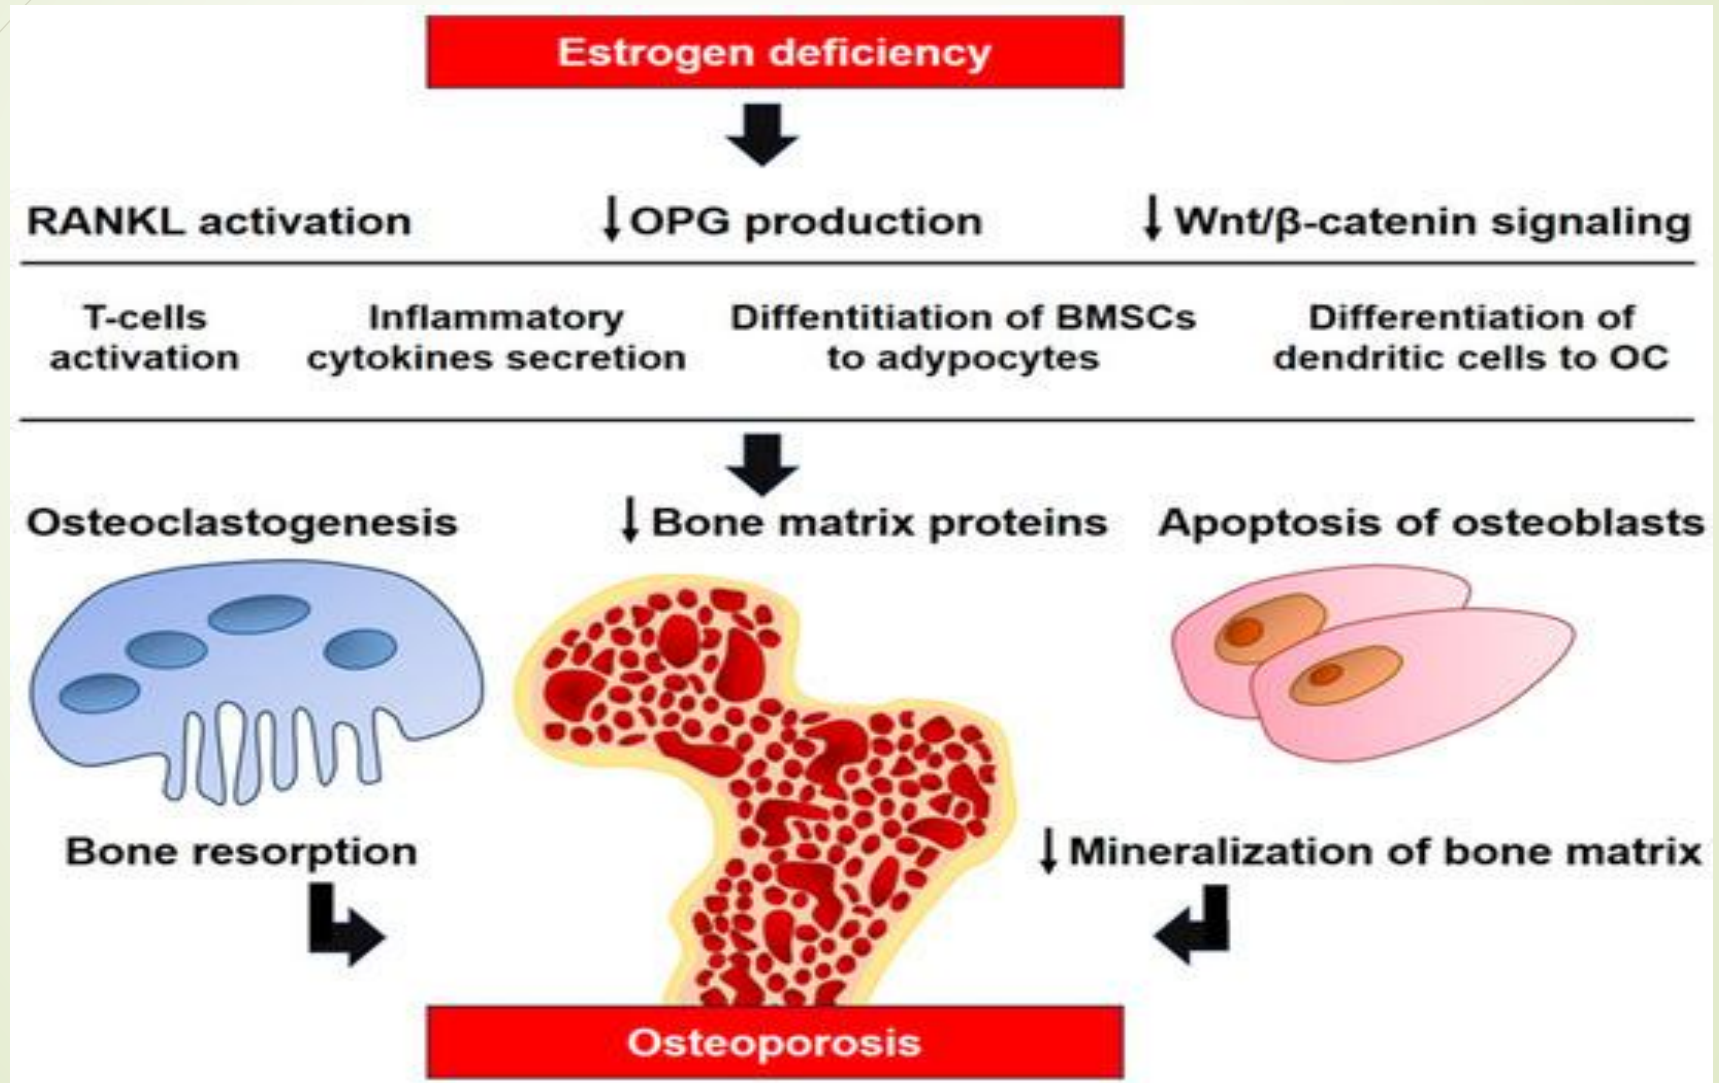 Estrogen deficiency
RANKL activation
↓OPG production
↓Wnt/β-catenin signaling
T-cells
activation
Inflammatory
cytokines secretion
Diffentitiation of BMSCs
to adypocytes
Differentiation of
dendritic cells to OC
Osteoclastogenesis
↓Bone matrix proteins
Apoptosis of osteoblasts
Bone resorption
↓Mineralization of bone matrix
Osteoporosis